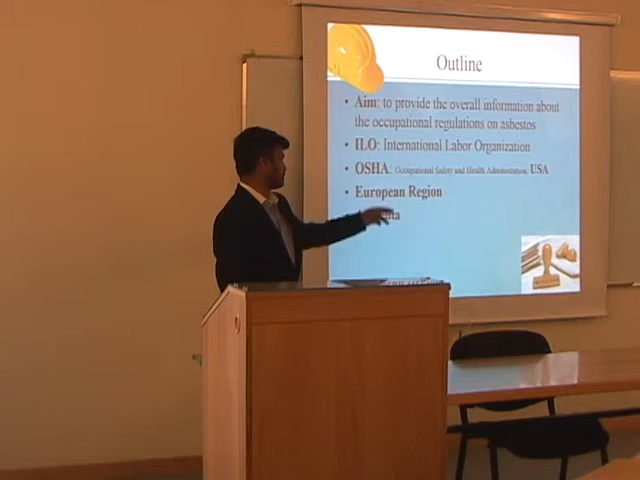 Outline
• Aim: to provide the overall information about
the occupational regulations on asbestos
• ILO: International Labor Organization
• OSHA: Occupational Safety and Health Administration, USA
• European Region